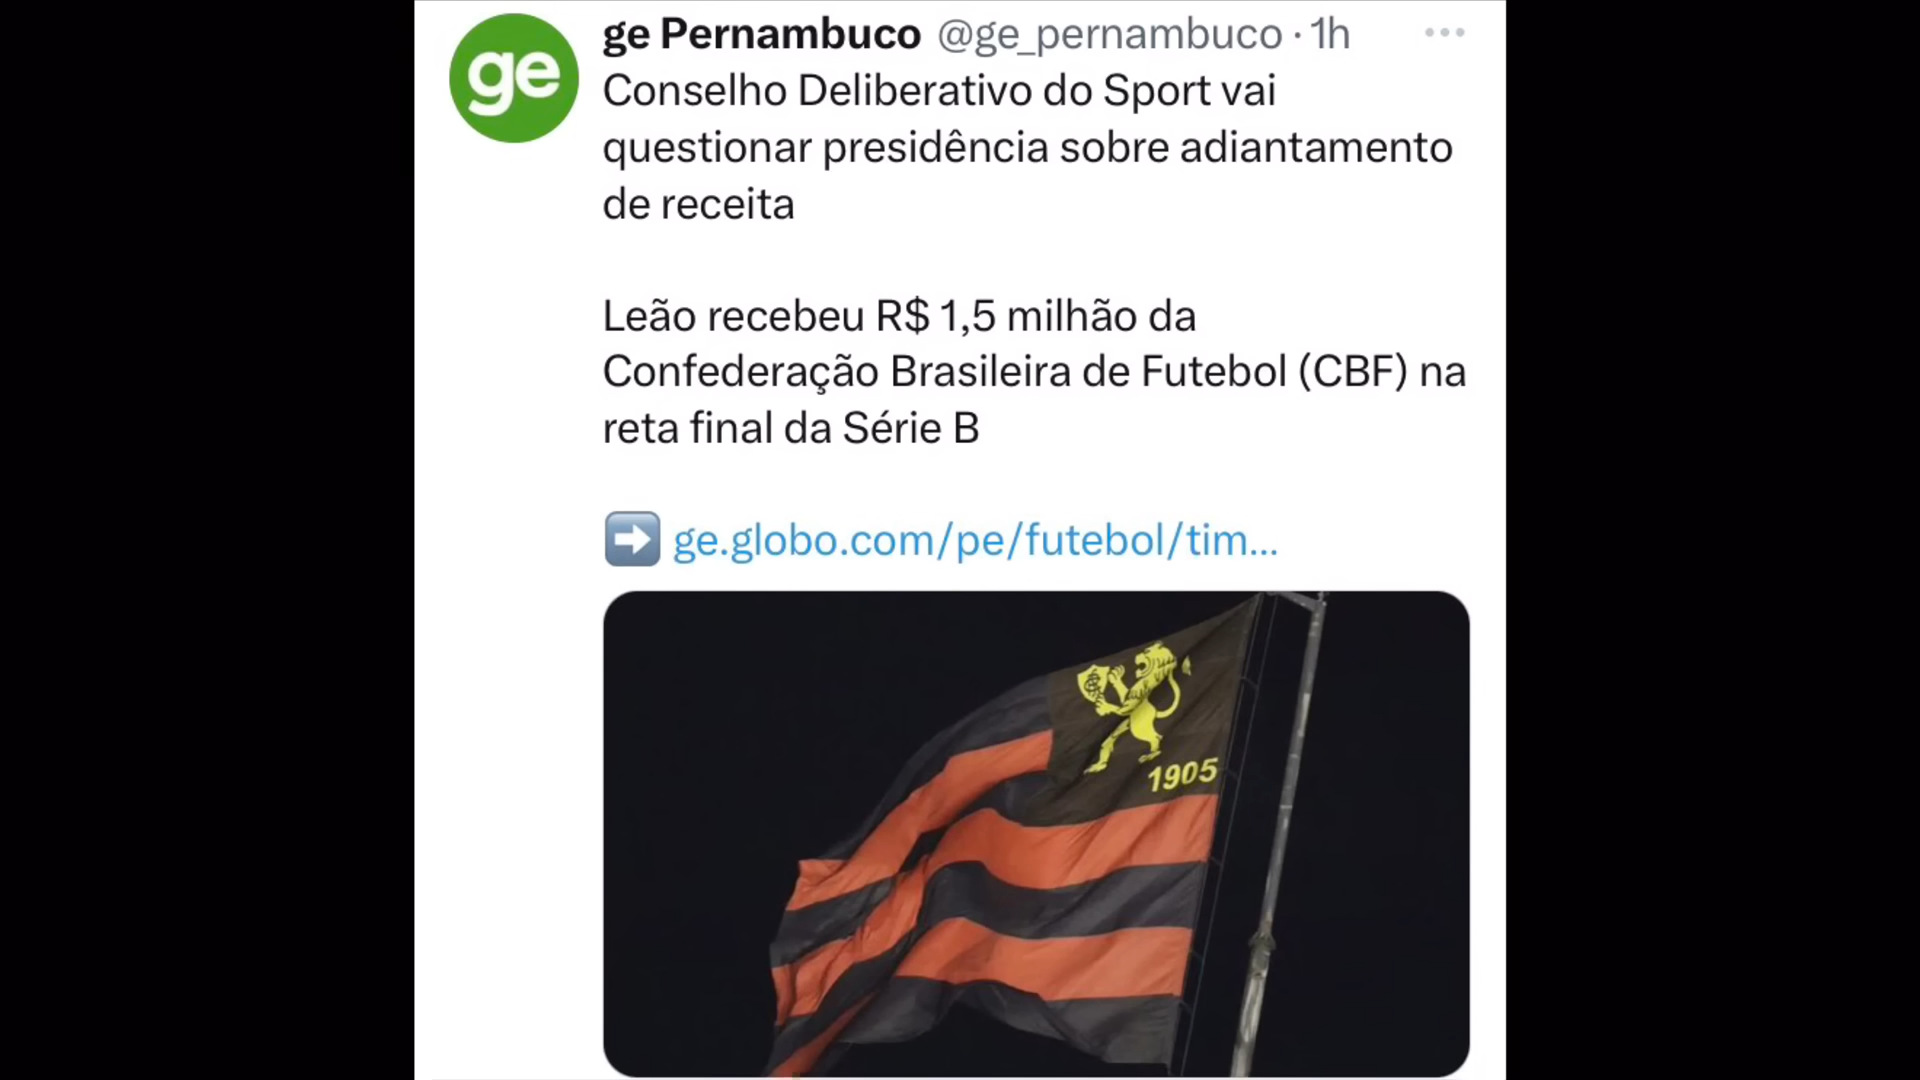 ge
ge Pernambuco @ge_pernambuco · 1h
Conselho Deliberativo do Sport vai
questionar presidência sobre adiantamento
de receita
Leão recebeu R$ 1,5 milhão da
Confederação Brasileira de Futebol (CBF) na
reta final da Série B
ge.globo.com/pe/futebol/tim...
1905